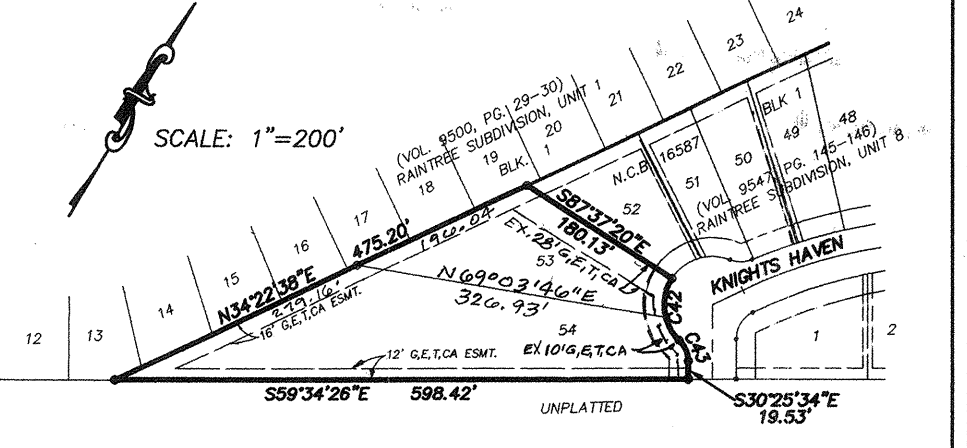 SCALE: 1"=200'
24
23
22
21
20
19
18
17
16
15
14
13
12
(VOL. 9500, PG. 29-30)
RAINTREE SUBDIVISION, UNIT 1
BLK. 1
475.20'
196.04
N34°22'38"E
279.16'
16' G,E,T,CA ESMT.
S87°37'20"E
180.13'
EX. 28' G,E,T,CA
53
N69°03'46"E
326.93'
54
EX 10' G,E,T,CA
12' G,E,T,CA ESMT.
S59°34'26"E 598.42'
UNPLATTED
52
N.C.B. 16587
51
50
49
48
BLK 1
(VOL. 9547, PG. 145-146)
RAINTREE SUBDIVISION, UNIT 8
KNIGHTS HAVEN
C42
C43
1
2
S30°25'34"E
19.53'